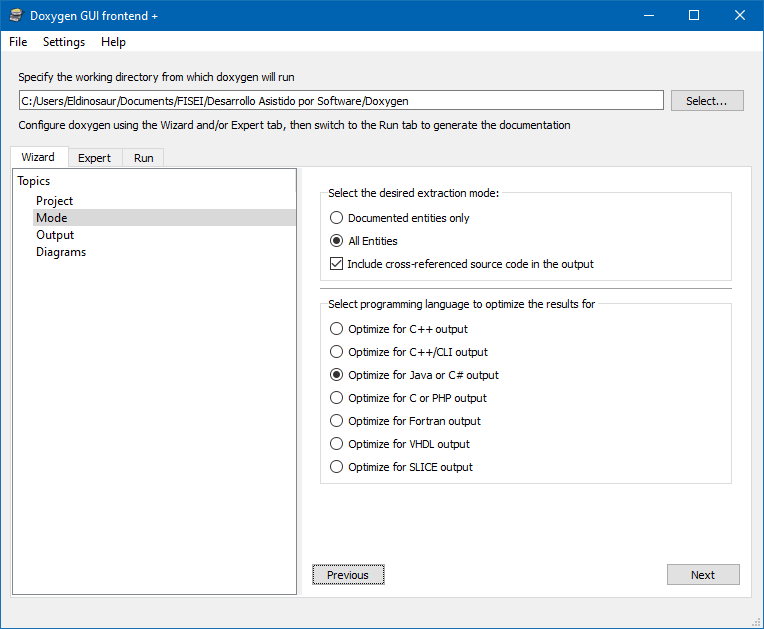 Doxygen GUI frontend +
File Settings Help
Specify the working directory from which doxygen will run
C:/Users/Eldinosaur/Documents/FISEI/Desarrollo Asistido por Software/Doxygen
Select...
Configure doxygen using the Wizard and/or Expert tab, then switch to the Run tab to generate the documentation
Wizard Expert Run
Topics
Project
Mode
Output
Diagrams
Select the desired extraction mode:
Documented entities only
All Entities
Include cross-referenced source code in the output
Select programming language to optimize the results for
Optimize for C++ output
Optimize for C++/CLI output
Optimize for Java or C# output
Optimize for C or PHP output
Optimize for Fortran output
Optimize for VHDL output
Optimize for SLICE output
Previous
Next